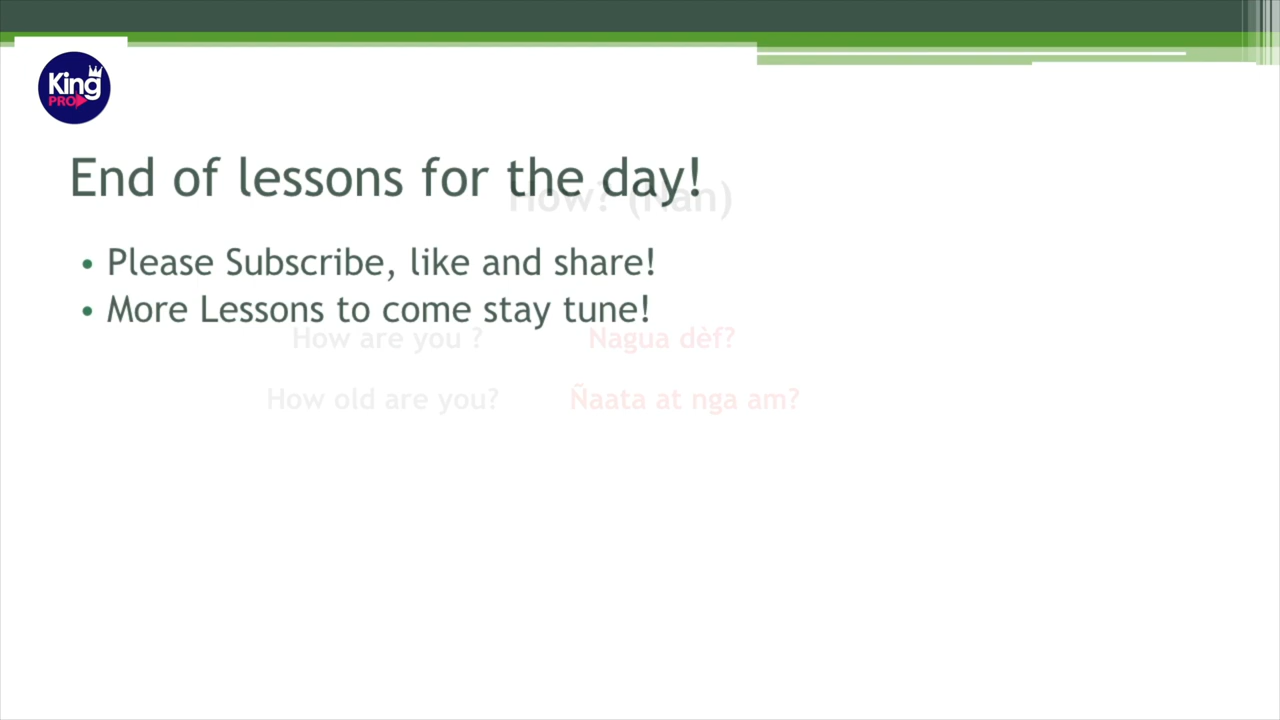 King
PRO
End of lessons for the day!
How? (Nan)
• Please Subscribe, like and share!
• More Lessons to come stay tune!
How are you ? Nagua dèf?
How old are you? Ñaata at nga am?